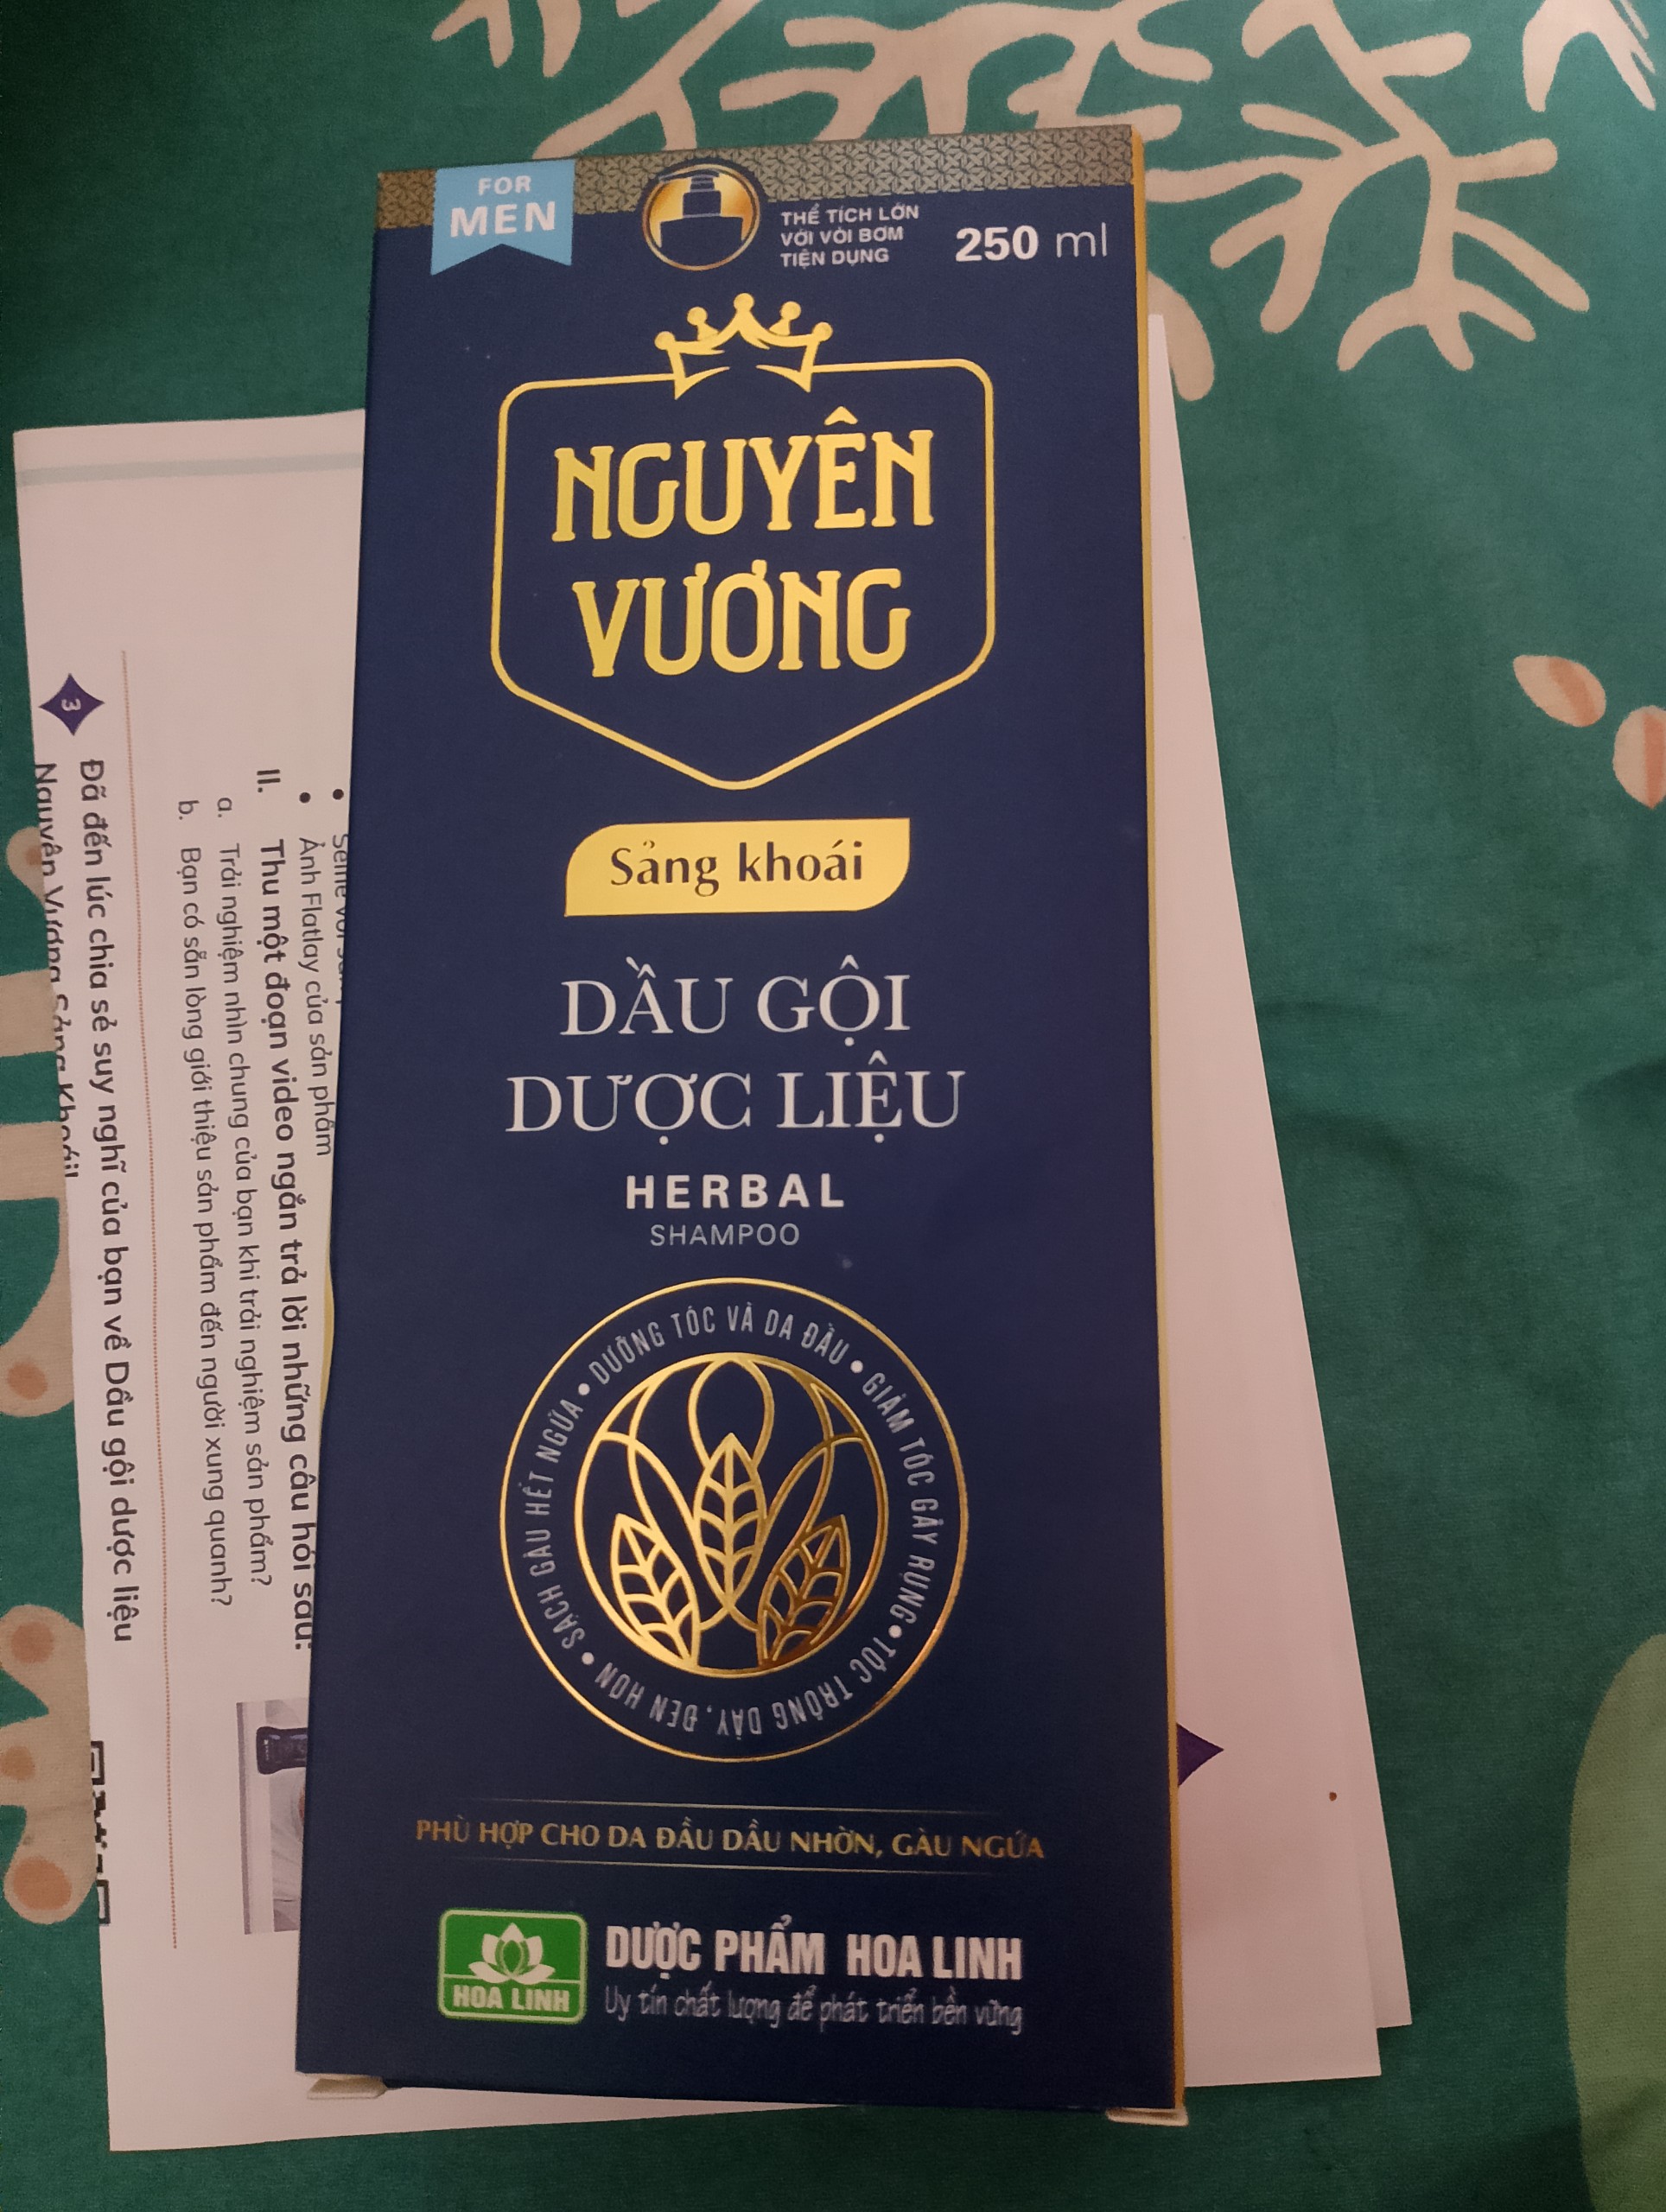 FOR
MEN
THỂ TÍCH LỚN
VỚI VÒI BƠM
TIỆN DỤNG
250 ml
NGUYÊN
VƯƠNG
Sảng khoái
DẦU GỘI
DƯỢC LIỆU
HERBAL
SHAMPOO
SẠCH GÀU HẾT NGỨA • DƯỠNG TÓC VÀ DA ĐẦU • GIẢM TÓC GÃY RỤNG • TÓC TRÔNG DÀY, ĐEN HƠN •
PHÙ HỢP CHO DA ĐẦU DẦU NHỜN, GÀU NGỨA
HOA LINH
DƯỢC PHẨM HOA LINH
Uy tín chất lượng để phát triển bền vững
• Ảnh Flatlay của sản phẩm
II. Thu một đoạn video ngắn trả lời những câu hỏi sau:
a. Trải nghiệm nhìn chung của bạn khi trải nghiệm sản phẩm?
b. Bạn có sẵn lòng giới thiệu sản phẩm đến người xung quanh?
3 Đã đến lúc chia sẻ suy nghĩ của bạn về Dầu gội dược liệu
Nguyên Vương Sảng Khoái!